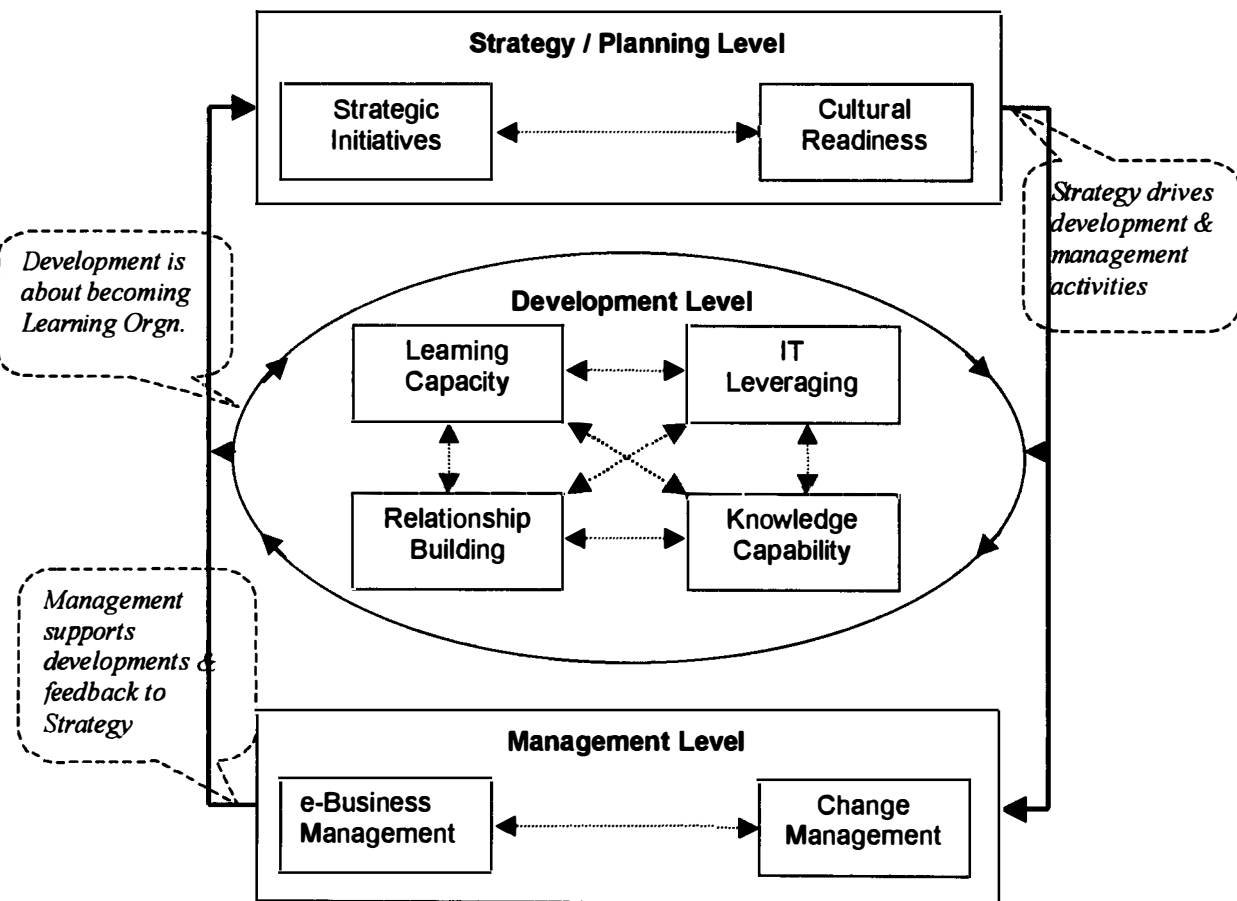 Strategy / Planning Level
Strategic
Initiatives
Cultural
Readiness
Strategy drives
development &
management
activities
Development is
about becoming
Learning Orgn.
Development Level
Learning
Capacity
IT
Leveraging
Relationship
Building
Knowledge
Capability
Management
supports
developments &
feedback to
Strategy
Management Level
e-Business
Management
Change
Management